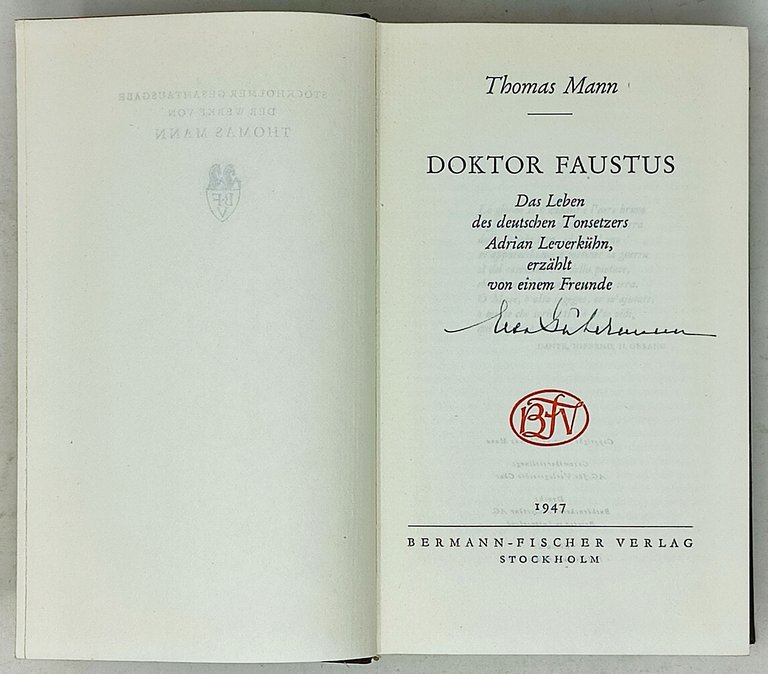 STOCKHOLMER GESAMTAUSGABE
DER WERKE VON
THOMAS MANN
B·F
V
Thomas Mann
DOKTOR FAUSTUS
Das Leben
des deutschen Tonsetzers
Adrian Leverkühn,
erzählt
von einem Freunde
BFV
1947
BERMANN-FISCHER VERLAG
STOCKHOLM